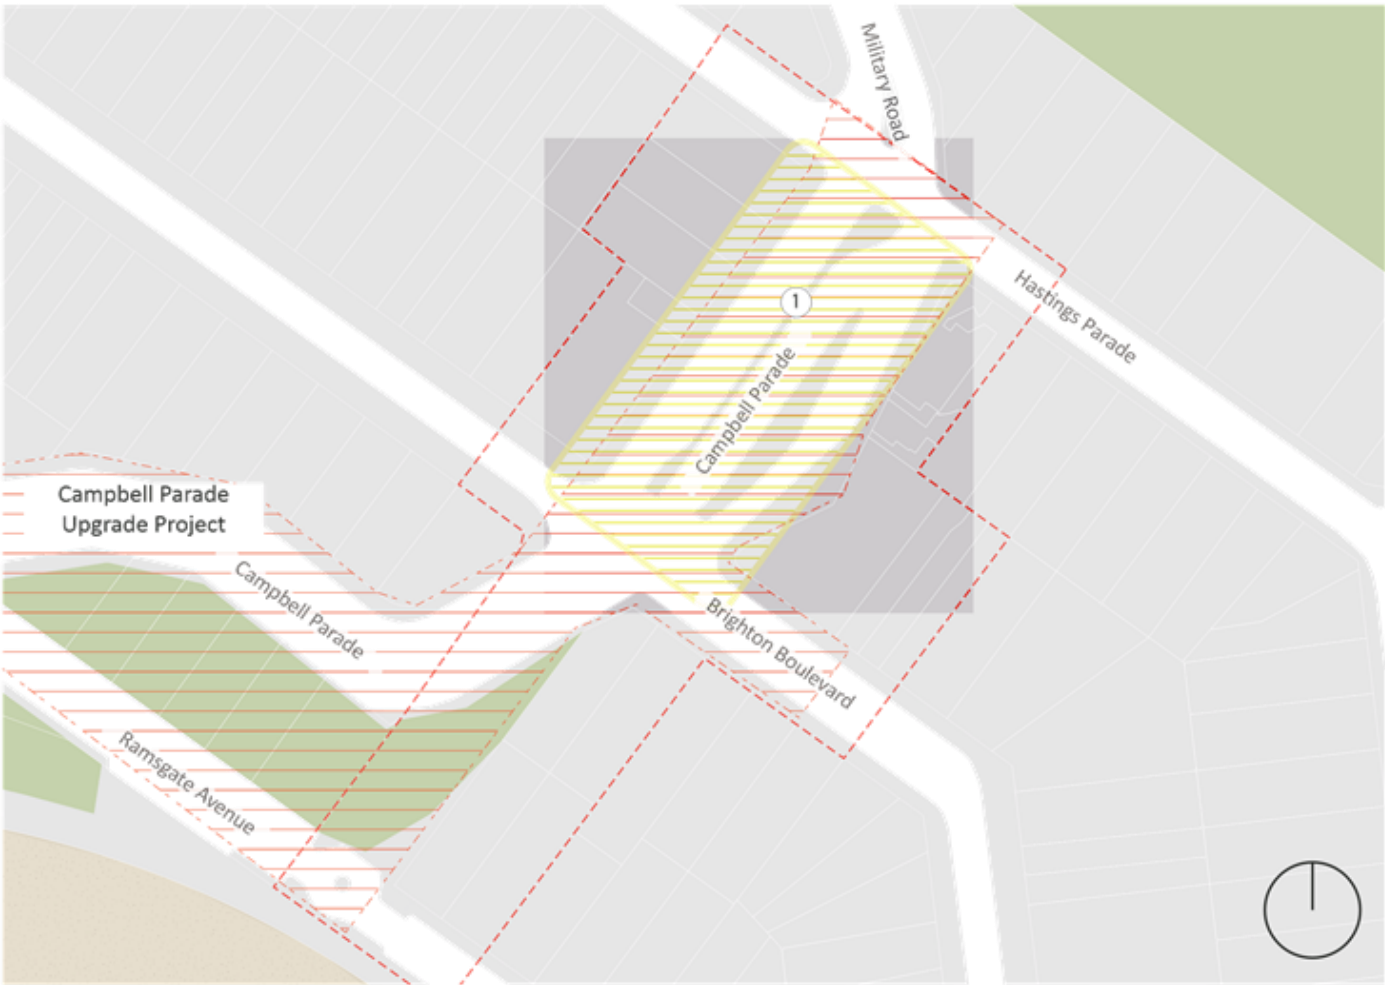 Military Road
Hastings Parade
1
Campbell Parade
Campbell Parade
Upgrade Project
Campbell Parade
Brighton Boulevard
Ramsgate Avenue